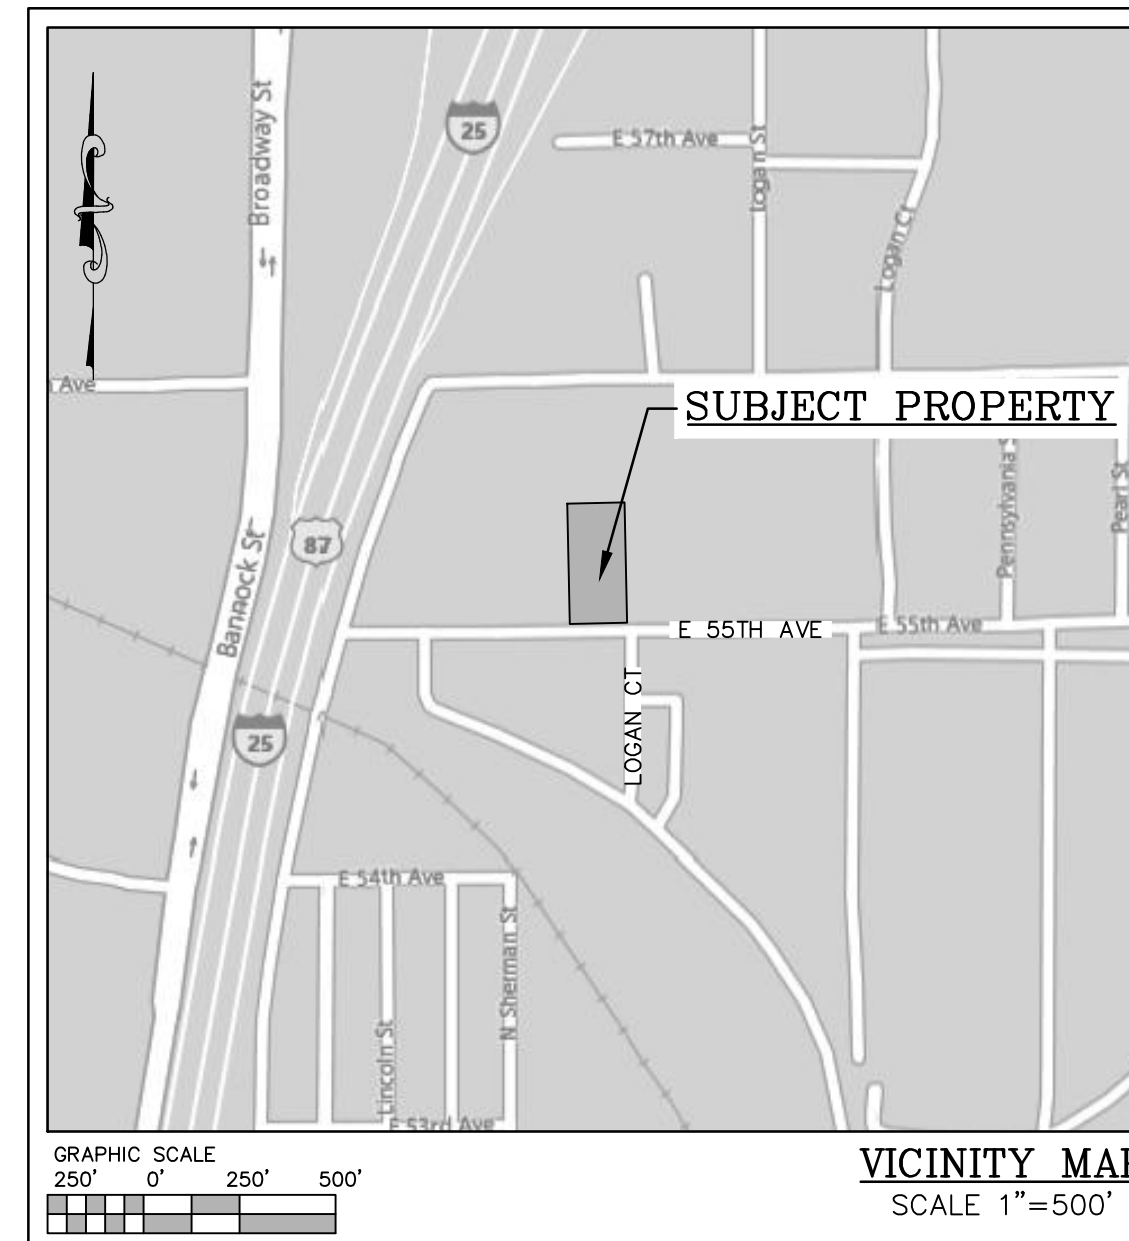 Broadway St
25
E 57th Ave
Logan St
Logan Ct
Ave
SUBJECT PROPERTY
Pennsylvania S
Pearl St
87
Bannock St
E 55TH AVE
E 55th Ave
LOGAN CT
25
E 54th Ave
N Sherman St
Lincoln St
E 53rd Ave
GRAPHIC SCALE
250' 0' 250' 500'
VICINITY MAP
SCALE 1"=500'